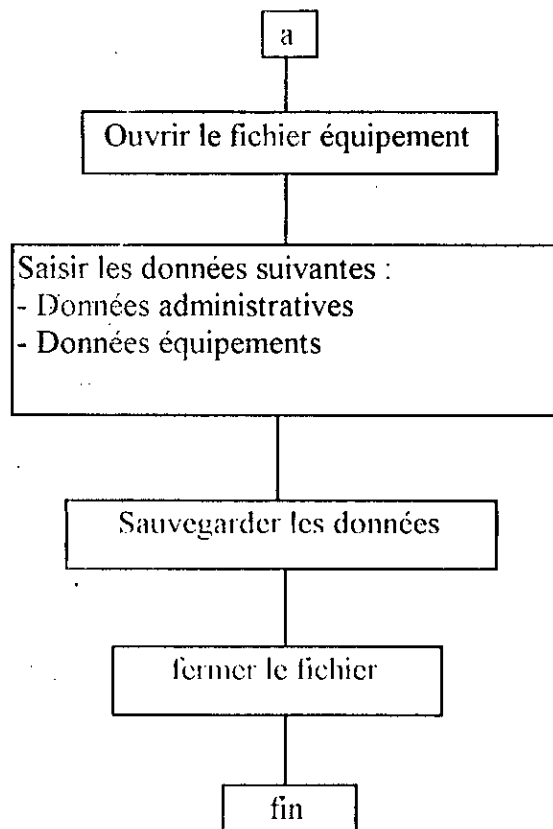 a
Ouvrir le fichier équipement
Saisir les données suivantes :
- Données administratives
- Données équipements
Sauvegarder les données
fermer le fichier
fin